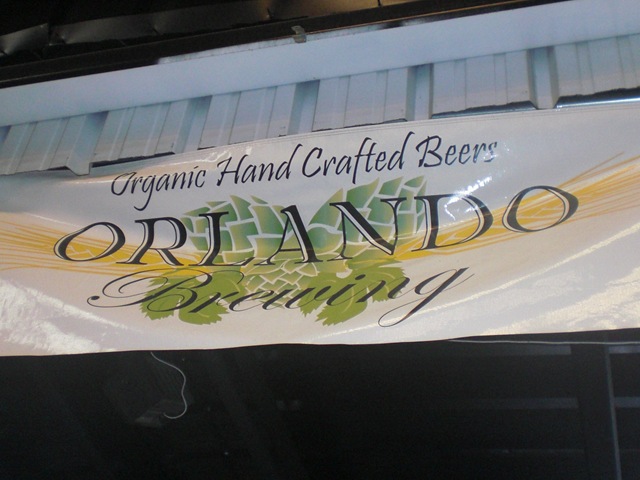 Organic Hand Crafted Beers
ORLANDO
Brewing